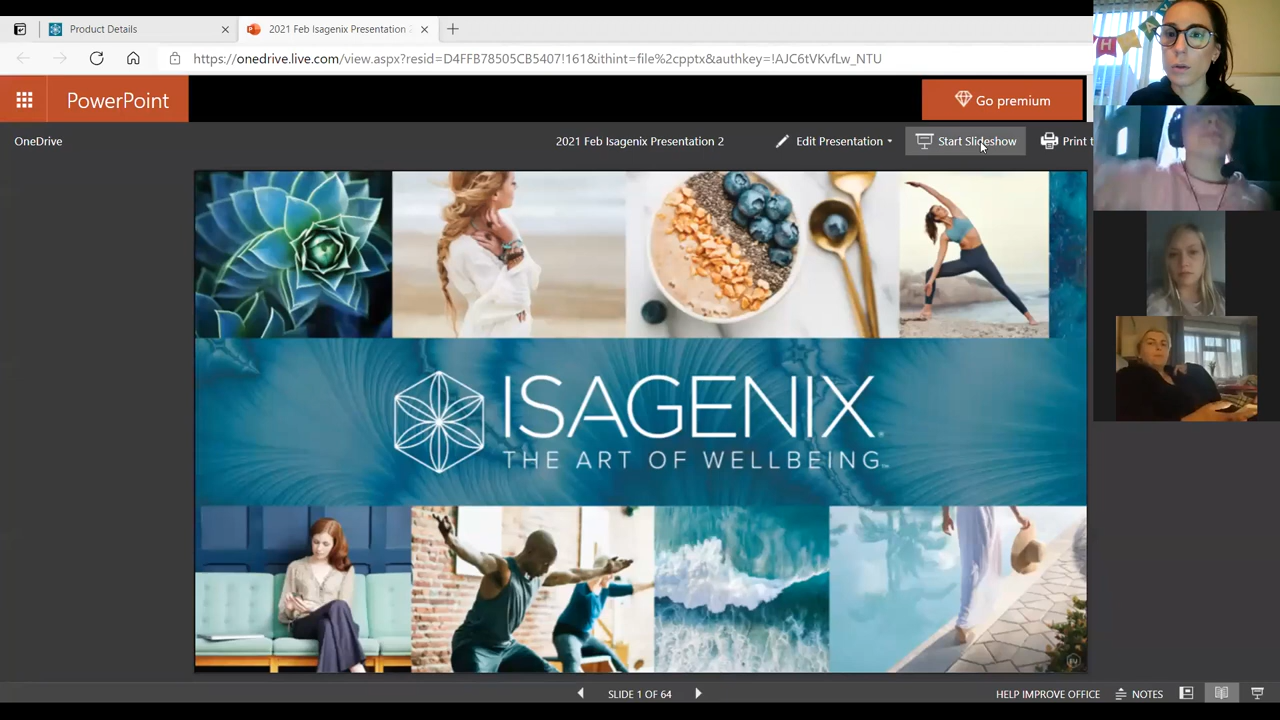 Product Details
2021 Feb Isagenix Presentation
https://onedrive.live.com/view.aspx?resid=D4FFB78505CB5407!161&ithint=file%2cpptx&authkey=!AJC6tVKvfLw_NTU
PowerPoint
Go premium
OneDrive
2021 Feb Isagenix Presentation 2
Edit Presentation
Start Slideshow
Print t
ISAGENIX
THE ART OF WELLBEING
SLIDE 1 OF 64
HELP IMPROVE OFFICE
NOTES
H